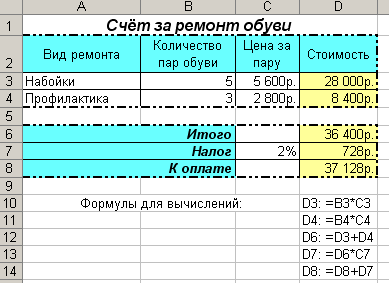 A B C D
1 Счёт за ремонт обуви
2 Вид ремонта Количество пар обуви Цена за пару Стоимость
3 Набойки 5 5 600р. 28 000р.
4 Профилактика 3 2 800р. 8 400р.
5
6 Итого 36 400р.
7 Налог 2% 728р.
8 К оплате 37 128р.
9
10 Формулы для вычислений: D3: =B3*C3
11 D4: =B4*C4
12 D6: =D3+D4
13 D7: =D6*C7
14 D8: =D8+D7